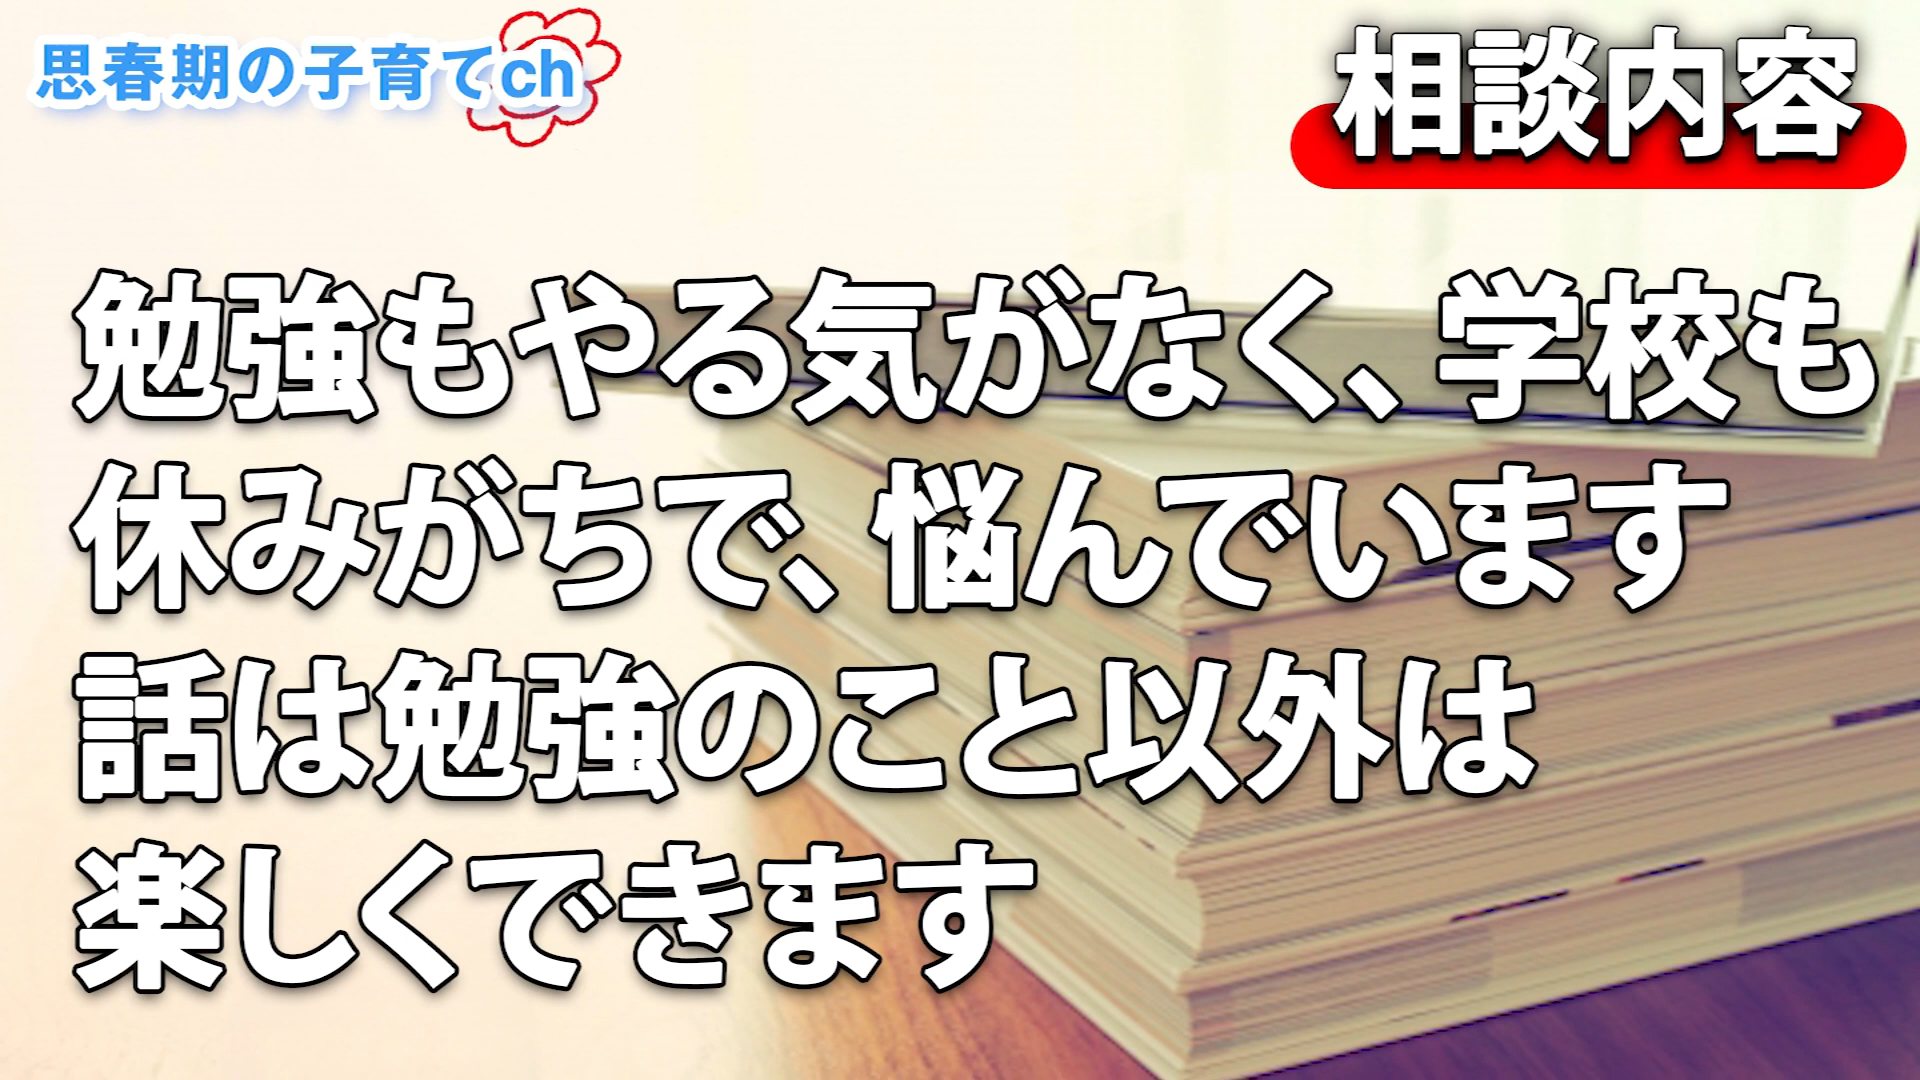 思春期の子育てch
相談内容
勉強もやる気がなく、学校も
休みがちで、悩んでいます
話は勉強のこと以外は
楽しくできます